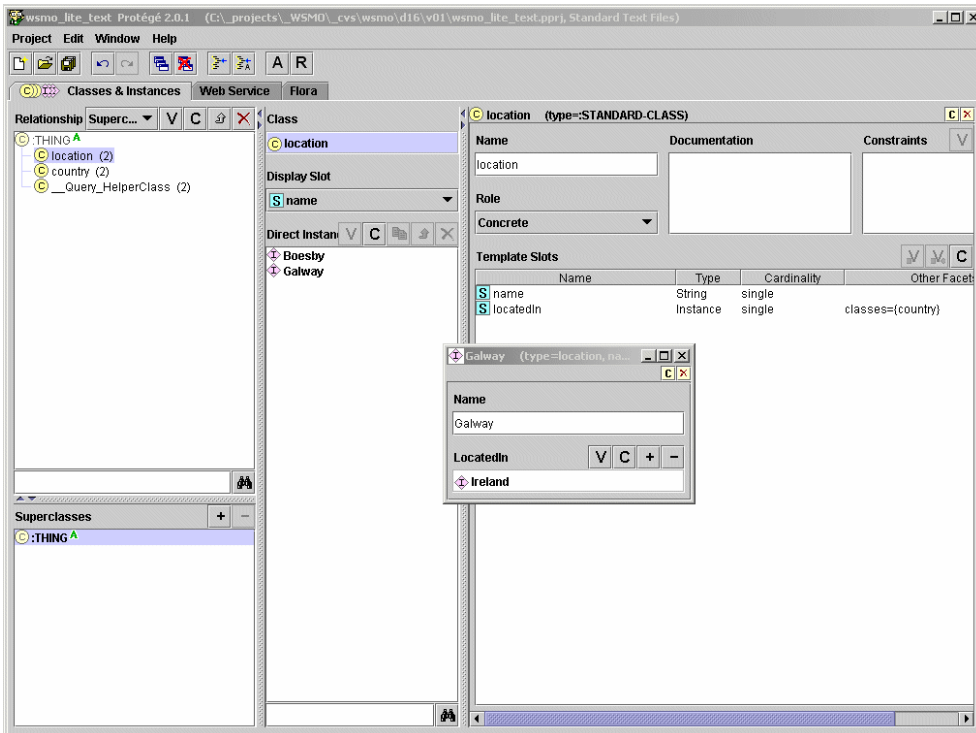 wsmo_lite_text Protégé 2.0.1 (C:\_projects\_WSMO\_cvs\wsmo\d16\v01\wsmo_lite_text.pprj, Standard Text Files)
Project Edit Window Help
A R
C I Classes & Instances Web Service Flora
Relationship Superc... V C
C :THING A
C location (2)
C country (2)
C __Query_HelperClass (2)
Superclasses + −
C :THING A
Class
C location
Display Slot
S name
Direct Instan V C
I Boesby
I Galway
C location (type=:STANDARD-CLASS) C ×
Name Documentation Constraints V
location
Role
Concrete
Template Slots V V C
Name Type Cardinality Other Facet
S name String single
S locatedIn Instance single classes={country}
I Galway (type=location, na...
C ×
Name
Galway
LocatedIn V C + −
I Ireland